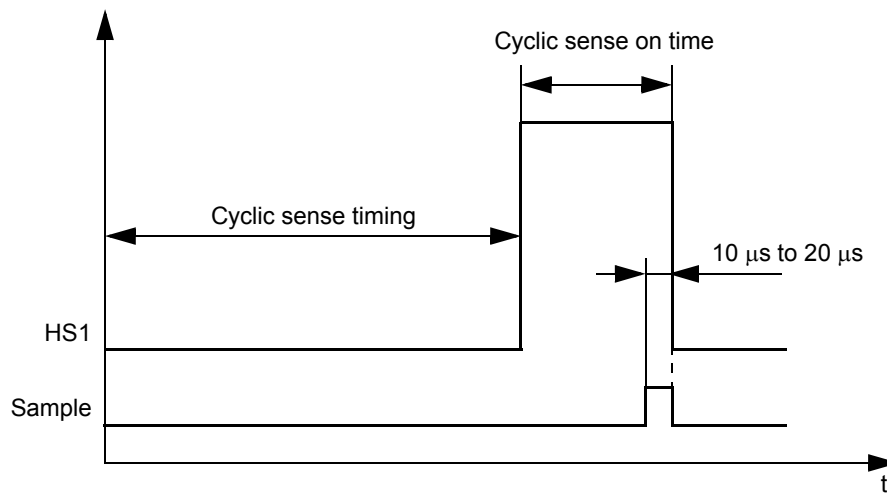 Cyclic sense on time
Cyclic sense timing
10 μs to 20 μs
HS1
Sample
t